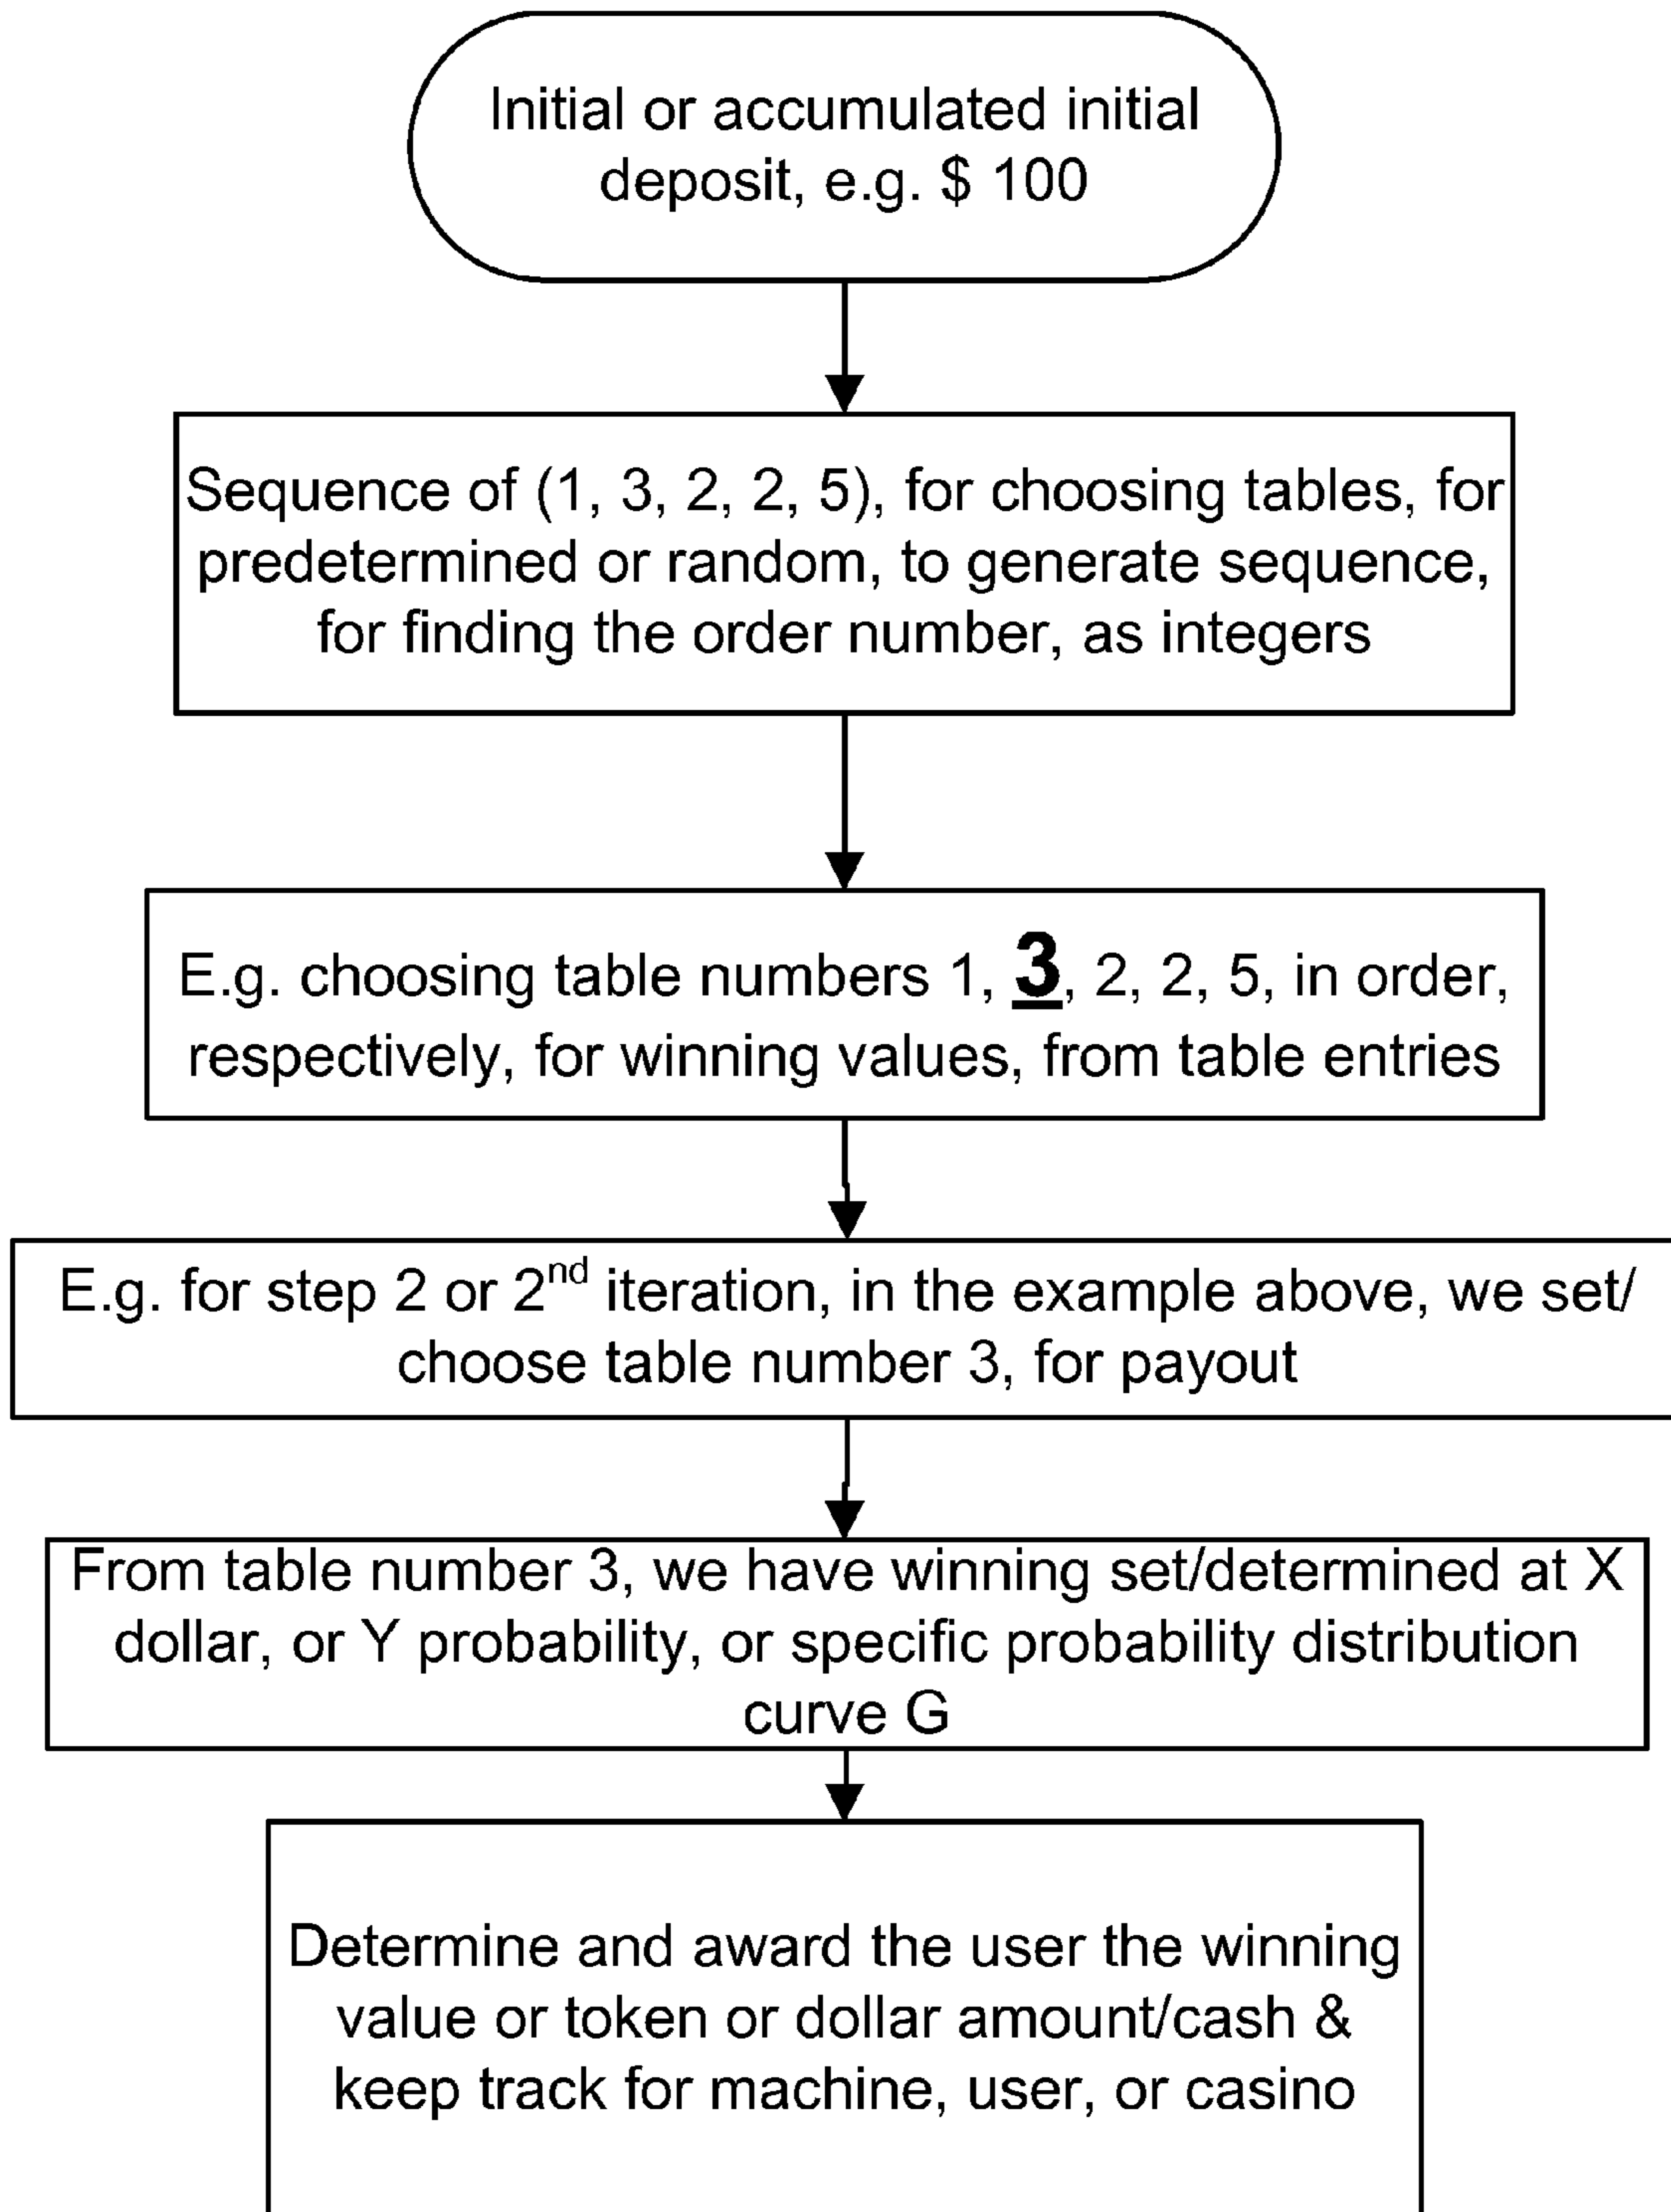 Initial or accumulated initial
deposit, e.g. $ 100
Sequence of (1, 3, 2, 2, 5), for choosing tables, for
predetermined or random, to generate sequence,
for finding the order number, as integers
E.g. choosing table numbers 1, 3, 2, 2, 5, in order,
respectively, for winning values, from table entries
E.g. for step 2 or 2nd iteration, in the example above, we set/
choose table number 3, for payout
From table number 3, we have winning set/determined at X
dollar, or Y probability, or specific probability distribution
curve G
Determine and award the user the winning
value or token or dollar amount/cash &
keep track for machine, user, or casino